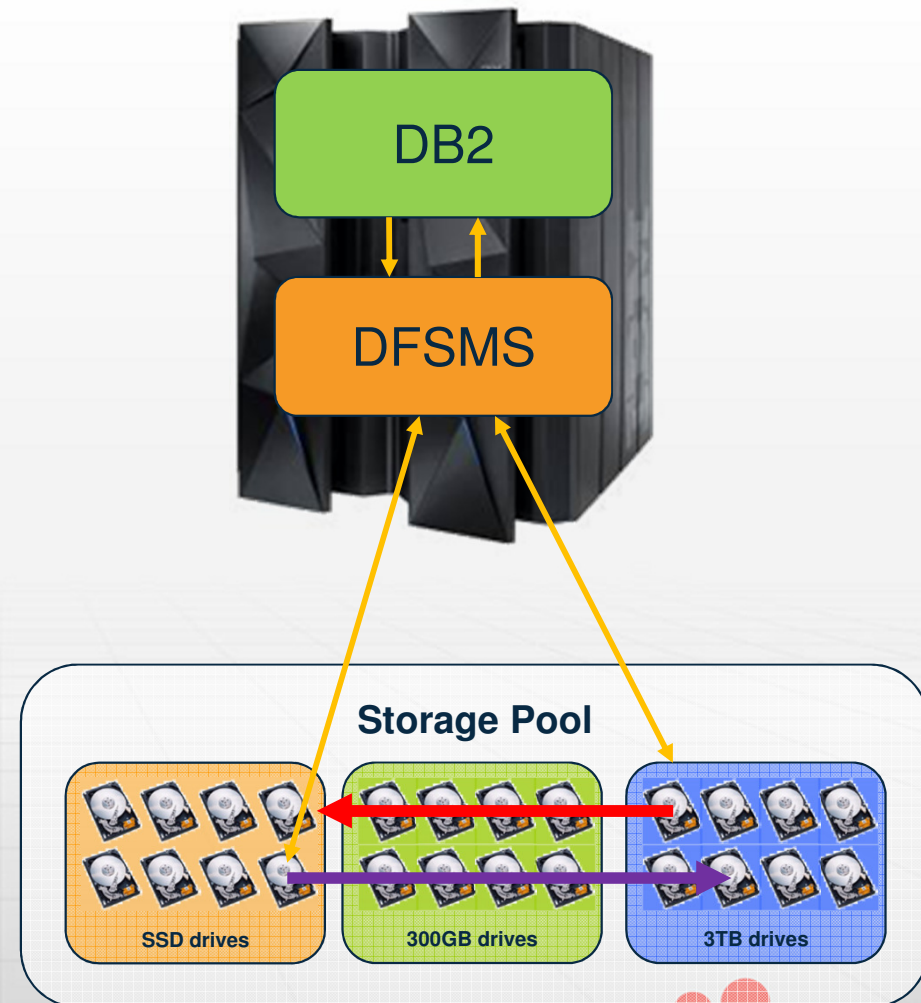 DB2
DFSMS
Storage Pool
SSD drives
300GB drives
3TB drives